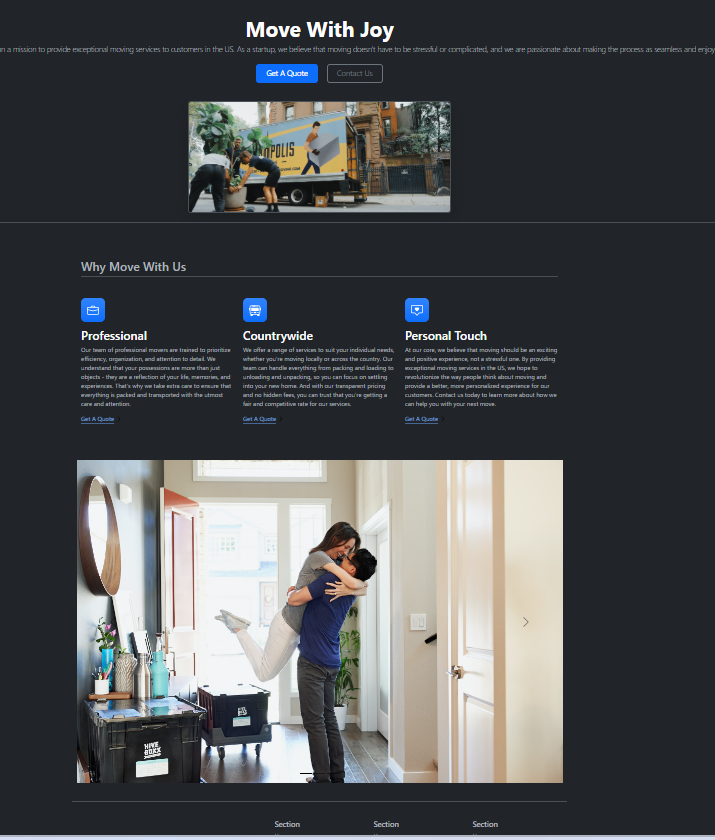 Move With Joy
on a mission to provide exceptional moving services to customers in the US. As a startup, we believe that moving doesn't have to be stressful or complicated, and we are passionate about making the process as seamless and enjoy
Get A Quote
Contact Us
OPOLIS
Why Move With Us
Professional
Our team of professional movers are trained to prioritize
efficiency, organization, and attention to detail. We
understand that your possessions are more than just
objects - they are a reflection of your life, memories, and
experiences. That's why we take extra care to ensure that
everything is packed and transported with the utmost
care and attention.
Get A Quote
Countrywide
We offer a range of services to suit your individual needs,
whether you're moving locally or across the country. Our
team can handle everything from packing and loading to
unloading and unpacking, so you can focus on settling
into your new home. And with our transparent pricing
and no hidden fees, you can trust that you're getting a
fair and competitive rate for our services.
Get A Quote
Personal Touch
At our core, we believe that moving should be an exciting
and positive experience, not a stressful one. By providing
exceptional moving services in the US, we hope to
revolutionize the way people think about moving and
provide a better, more personalized experience for our
customers. Contact us today to learn more about how we
can help you with your next move.
Get A Quote
HIVE
BOXX
Section
Section
Section